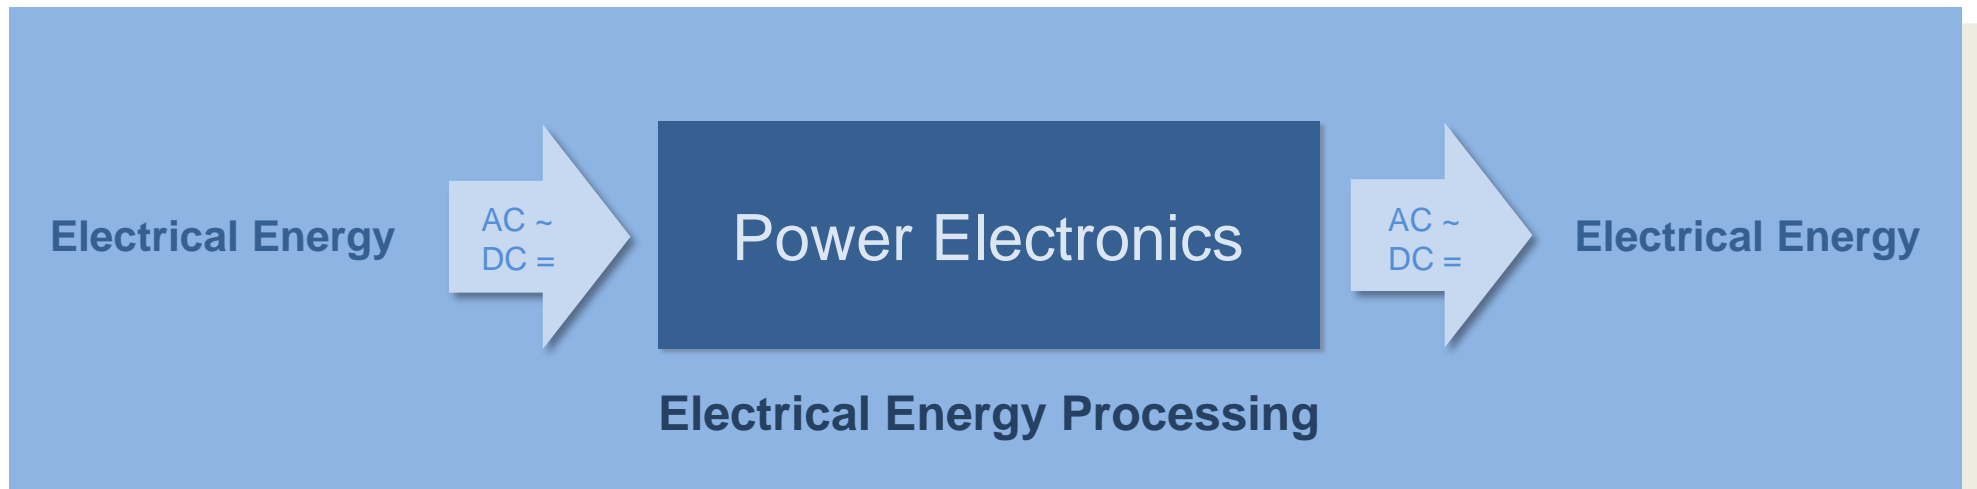 Electrical Energy
AC ~
DC =
Power Electronics
AC ~
DC =
Electrical Energy
Electrical Energy Processing